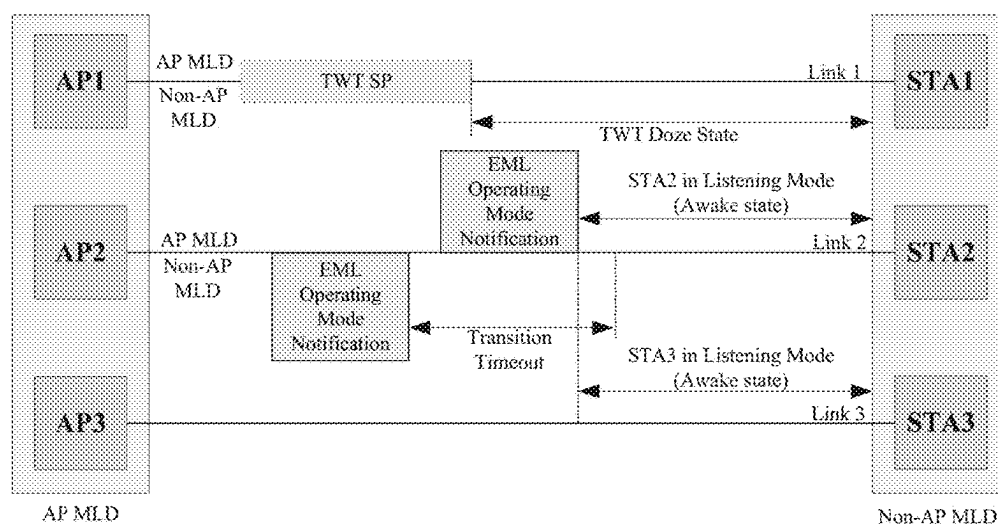 AP1
AP MLD
Non-AP
MLD
TWT SP
Link 1
STA1
TWT Doze State
EML
Operating
Mode
Notification
STA2 in Listening Mode
(Awake state)
AP2
AP MLD
Non-AP
MLD
Link 2
STA2
EML
Operating
Mode
Notification
Transition
Timeout
STA3 in Listening Mode
(Awake state)
AP3
Link 3
STA3
AP MLD
Non-AP MLD